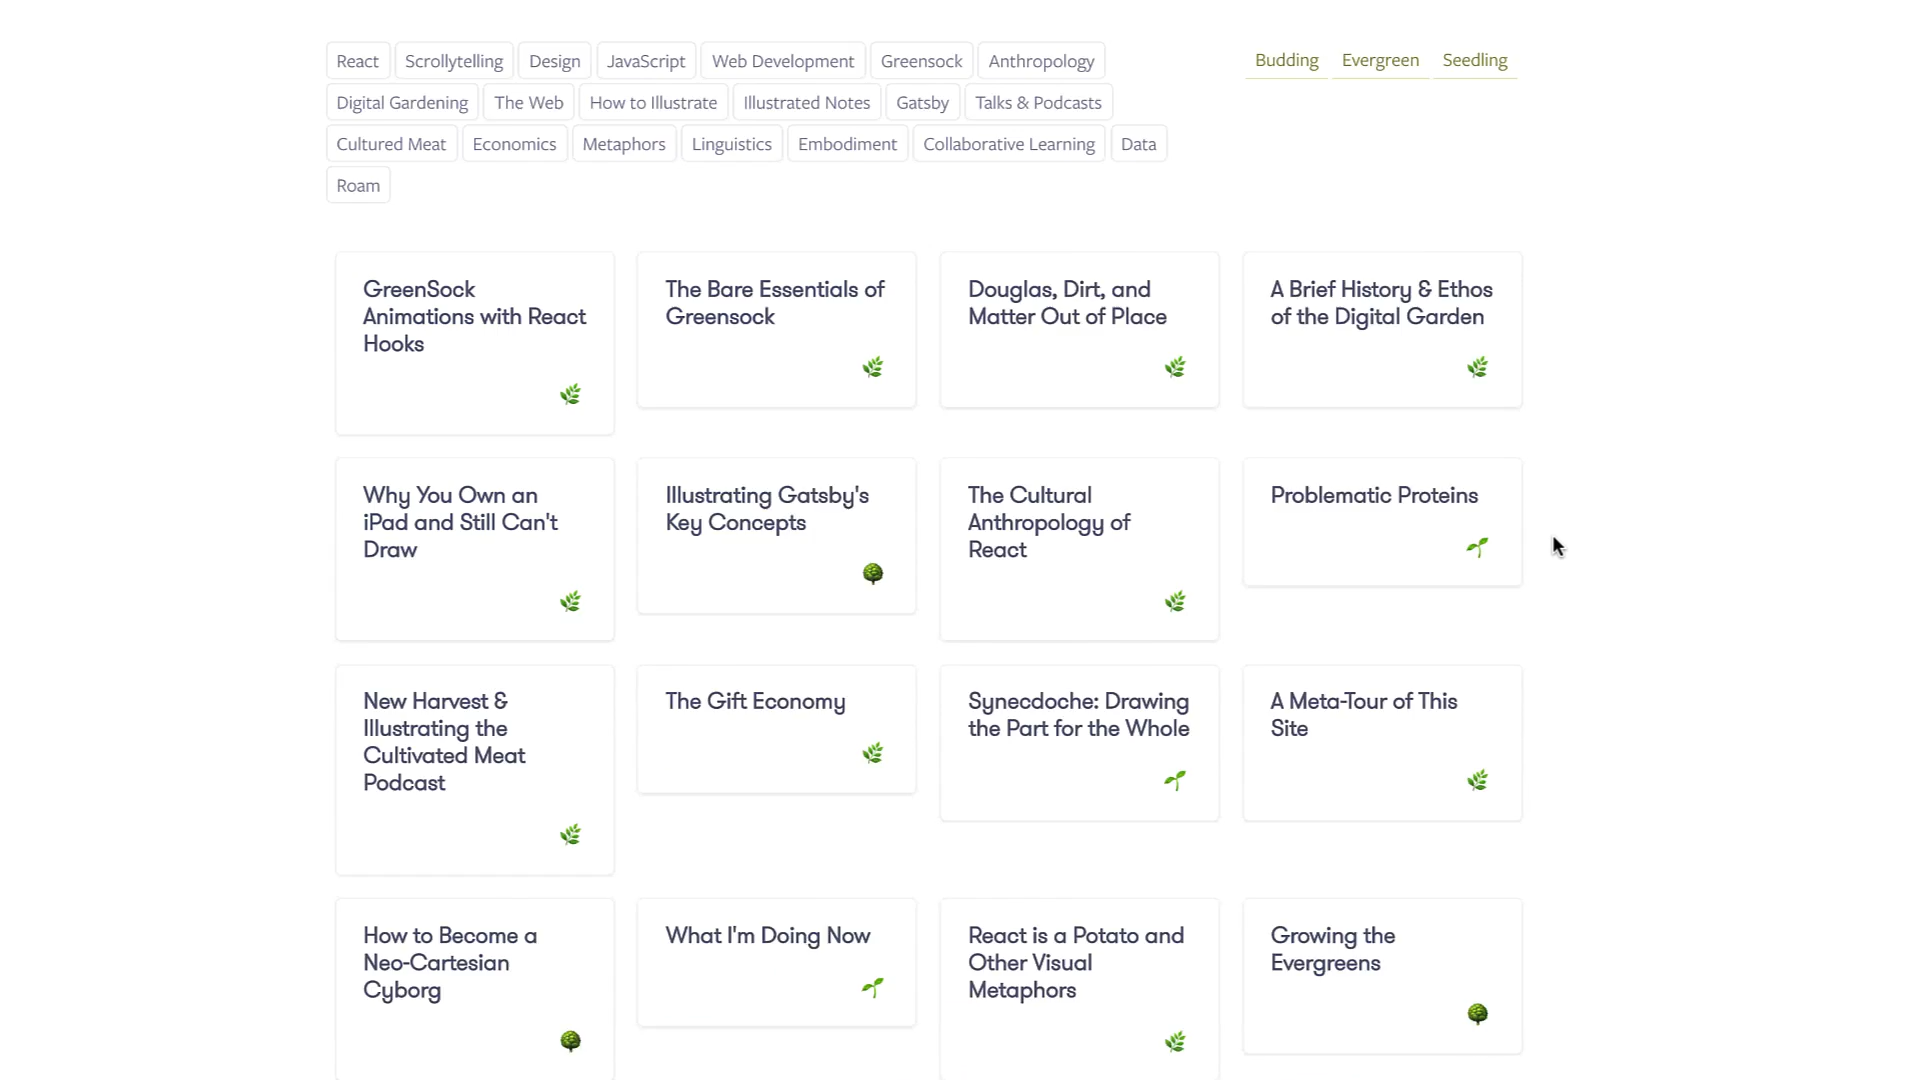 React Scrollytelling Design JavaScript Web Development Greensock Anthropology
Budding Evergreen Seedling
Digital Gardening The Web How to Illustrate Illustrated Notes Gatsby Talks & Podcasts
Cultured Meat Economics Metaphors Linguistics Embodiment Collaborative Learning Data
Roam
GreenSock
Animations with React
Hooks
The Bare Essentials of
Greensock
Douglas, Dirt, and
Matter Out of Place
A Brief History & Ethos
of the Digital Garden
Why You Own an
iPad and Still Can't
Draw
Illustrating Gatsby's
Key Concepts
The Cultural
Anthropology of
React
Problematic Proteins
New Harvest &
Illustrating the
Cultivated Meat
Podcast
The Gift Economy
Synecdoche: Drawing
the Part for the Whole
A Meta-Tour of This
Site
How to Become a
Neo-Cartesian
Cyborg
What I'm Doing Now
React is a Potato and
Other Visual
Metaphors
Growing the
Evergreens